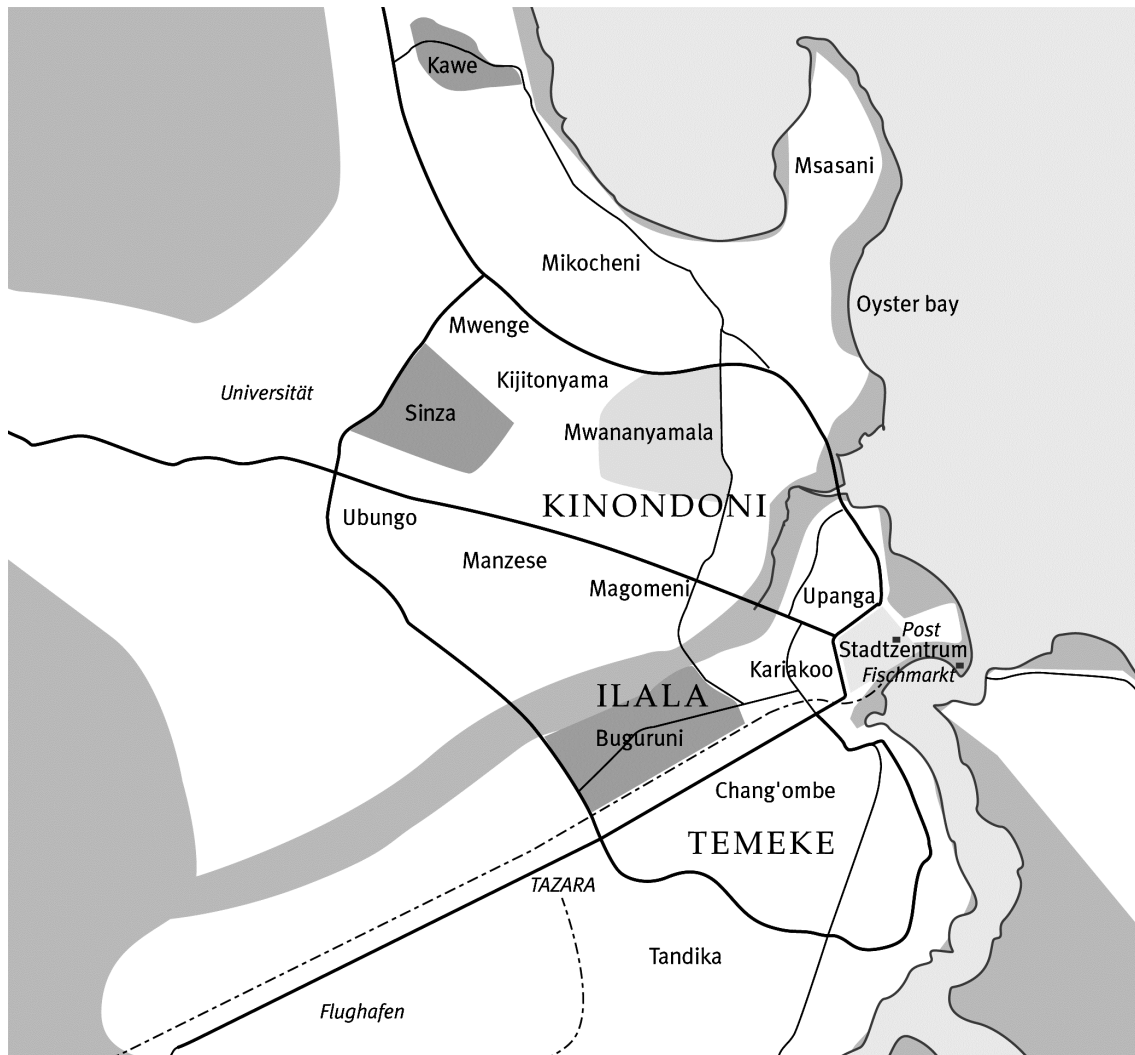 Kawe
Msasani
Mikocheni
Oyster bay
Mwenge
Kijitonyama
Universität
Sinza
Mwananyamala
KINONDONI
Ubungo
Manzese
Magomeni
Upanga
Post
Stadtzentrum
Kariakoo
Fischmarkt
ILALA
Buguruni
Chang'ombe
TEMEKE
TAZARA
Tandika
Flughafen